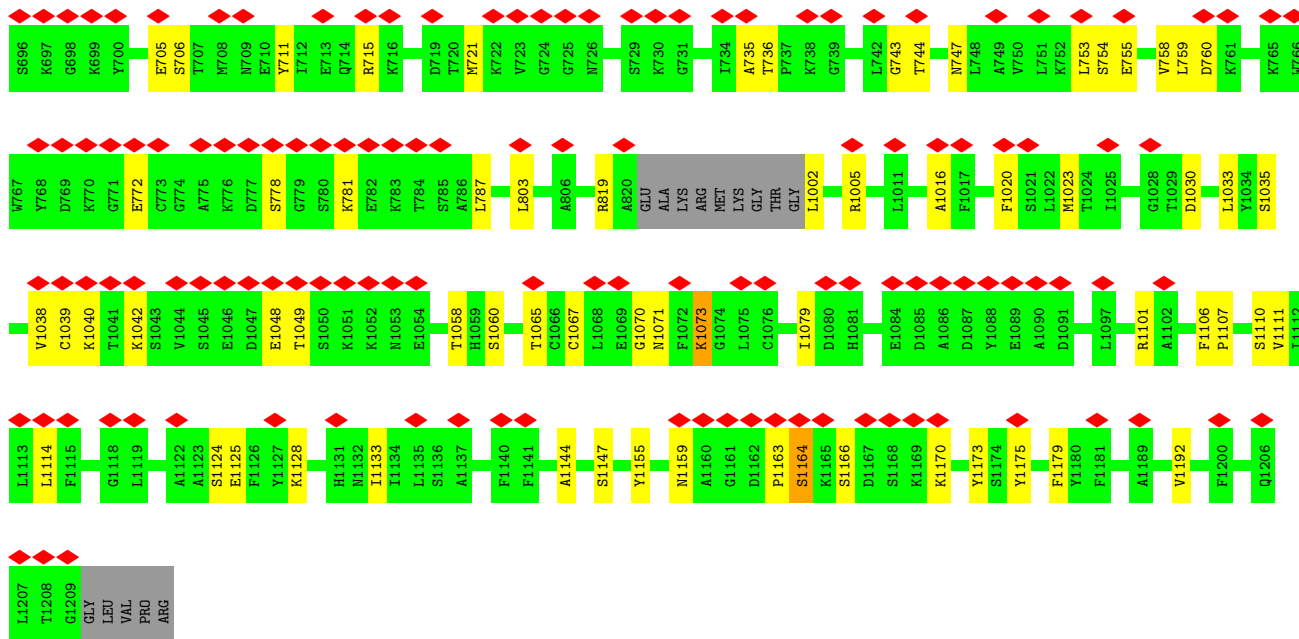 S696 K697 G698 K699 Y700 E705 S706 T707 M708 N709 E710 Y711 I712 E713 Q714 R715 K716 D719 T720 M721 K722 V723 G724 G725 N726 S729 K730 G731 I734 A735 T736 P737 K738 G739 L742 G743 T744 N747 L748 A749 V750 L751 K752 L753 S754 E755 V758 L759 D760 K761 K765 W766
W767 Y768 D769 K770 G771 E772 C773 G774 A775 K776 D777 S778 G779 S780 K781 E782 K783 T784 S785 A786 L787 L803 A806 R819 A820 GLU ALA LYS ARG MET LYS GLY THR GLY L1002 R1005 L1011 A1016 F1017 F1020 S1021 L1022 M1023 T1024 I1025 G1028 T1029 D1030 L1033 Y1034 S1035
V1038 C1039 K1040 T1041 K1042 S1043 V1044 S1045 E1046 D1047 E1048 T1049 S1050 K1051 K1052 N1053 E1054 T1058 H1059 S1060 T1065 C1066 C1067 L1068 E1069 G1070 N1071 F1072 K1073 G1074 L1075 C1076 I1079 D1080 H1081 E1084 D1085 A1086 D1087 Y1088 E1089 A1090 D1091 L1097 R1101 A1102 F1106 P1107 S1110 V1111 I1112
L1113 L1114 F1115 G1118 L1119 A1122 A1123 S1124 E1125 F1126 Y1127 K1128 H1131 N1132 I1133 I1134 L1135 S1136 A1137 F1140 F1141 A1144 S1147 Y1155 N1159 A1160 G1161 D1162 P1163 S1164 K1165 S1166 D1167 S1168 K1169 K1170 Y1173 S1174 Y1175 F1179 Y1180 F1181 A1189 V1192 F1200 Q1206
L1207 T1208 G1209 GLY LEU VAL PRO ARG